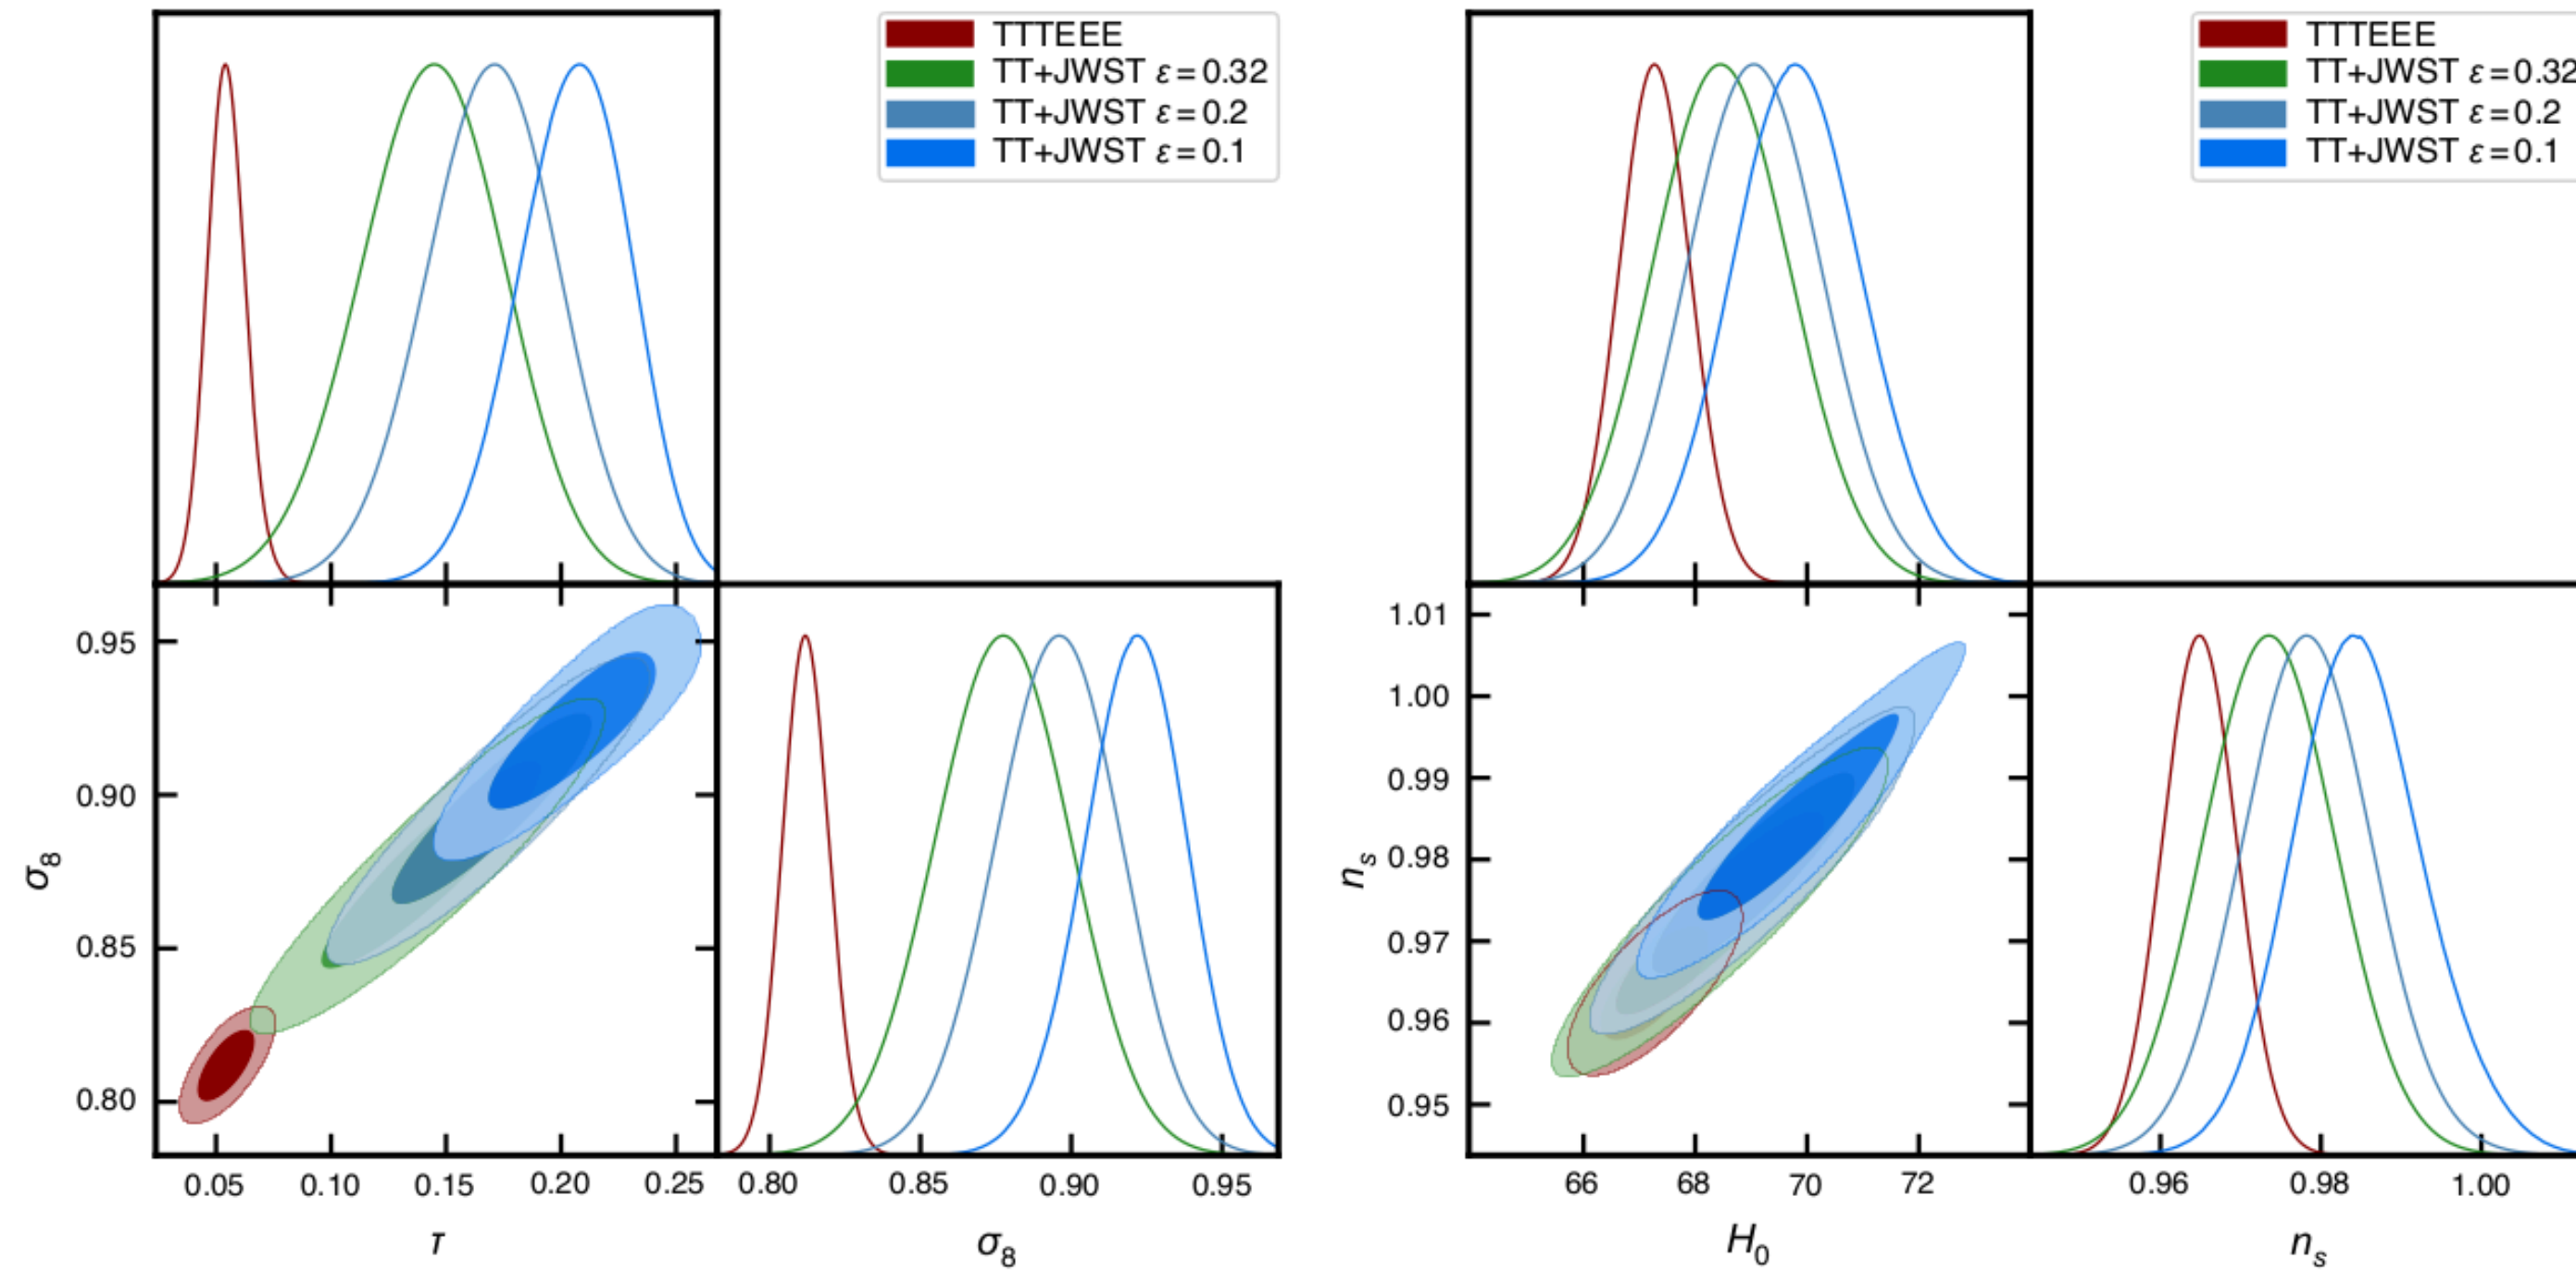 TTTEEE
TT+JWST ε=0.32
TT+JWST ε=0.2
TT+JWST ε=0.1
0.95
0.90
0.85
0.80
σ8
0.05 0.10 0.15 0.20 0.25
τ
0.80 0.85 0.90 0.95
σ8
TTTEEE
TT+JWST ε=0.32
TT+JWST ε=0.2
TT+JWST ε=0.1
1.01
1.00
0.99
0.98
0.97
0.96
0.95
ns
66 68 70 72
H0
0.96 0.98 1.00
ns